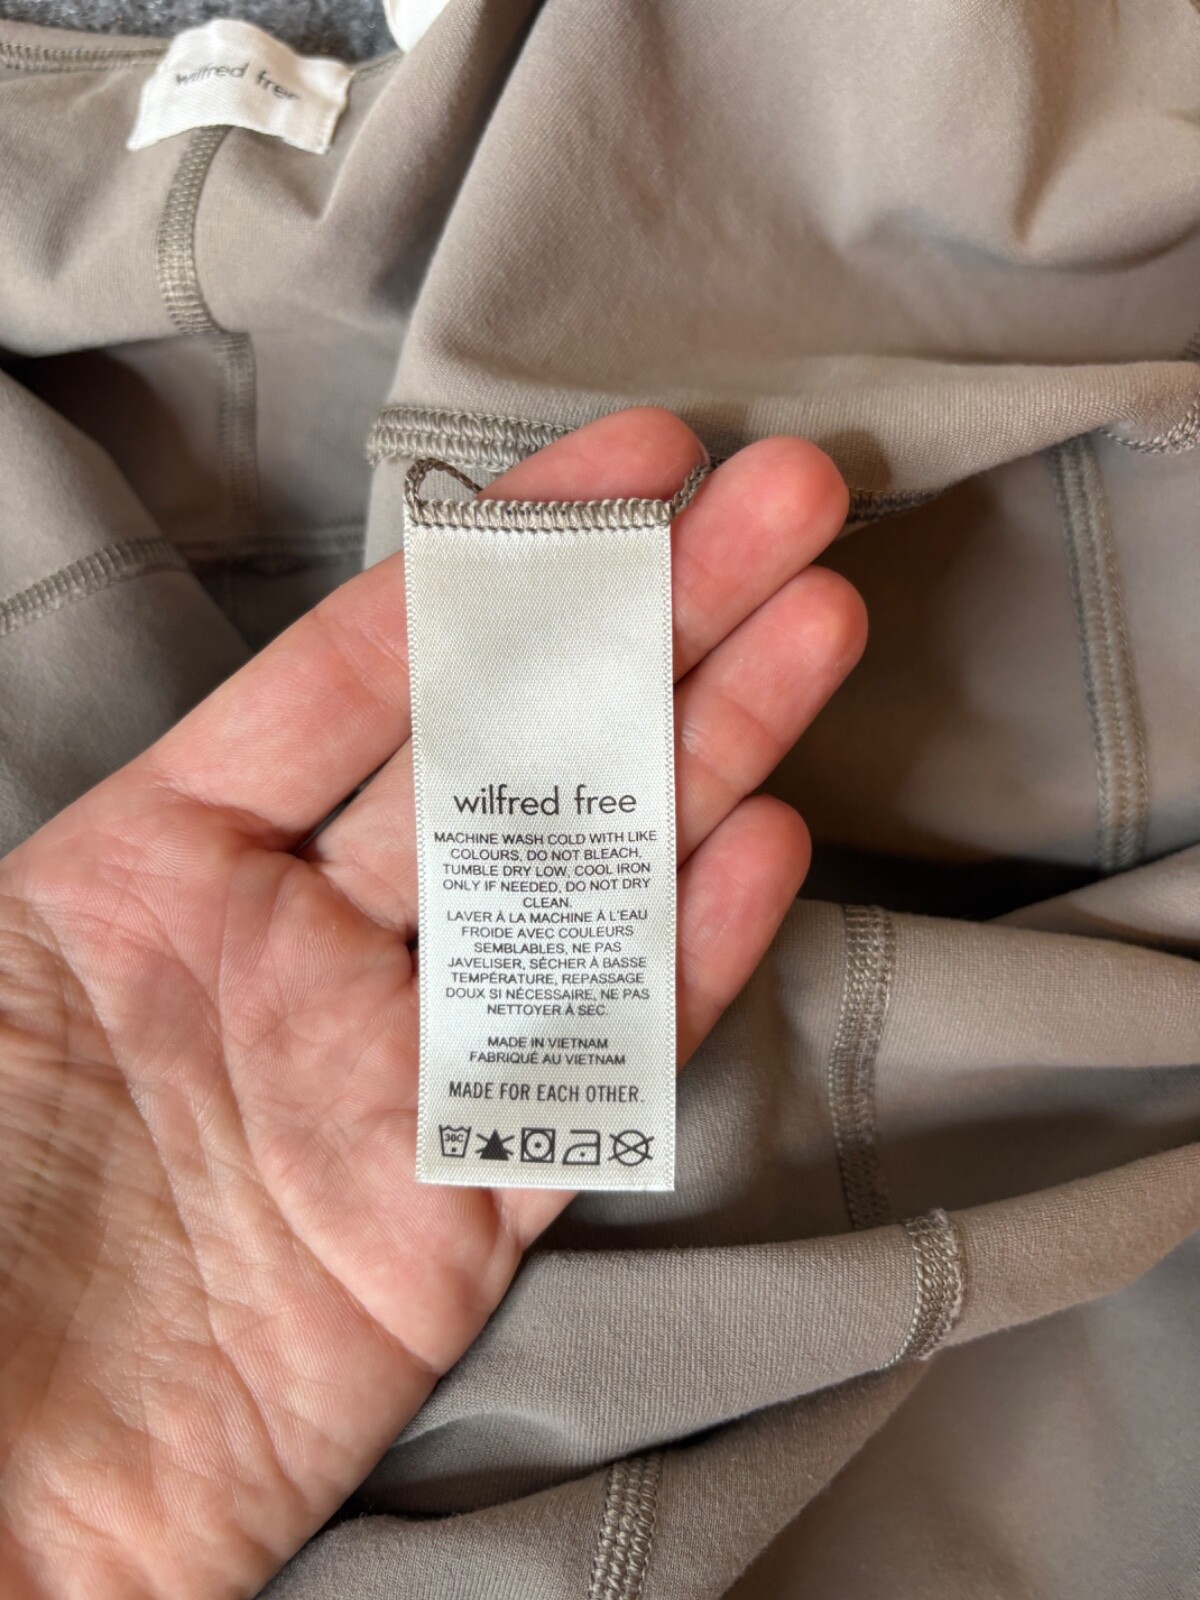 wilfred free
wilfred free
MACHINE WASH COLD WITH LIKE
COLOURS, DO NOT BLEACH,
TUMBLE DRY LOW, COOL IRON
ONLY IF NEEDED, DO NOT DRY
CLEAN.
LAVER À LA MACHINE À L'EAU
FROIDE AVEC COULEURS
SEMBLABLES, NE PAS
JAVELISER, SÉCHER À BASSE
TEMPÉRATURE, REPASSAGE
DOUX SI NÉCESSAIRE, NE PAS
NETTOYER À SEC.
MADE IN VIETNAM
FABRIQUÉ AU VIETNAM
MADE FOR EACH OTHER.
30C